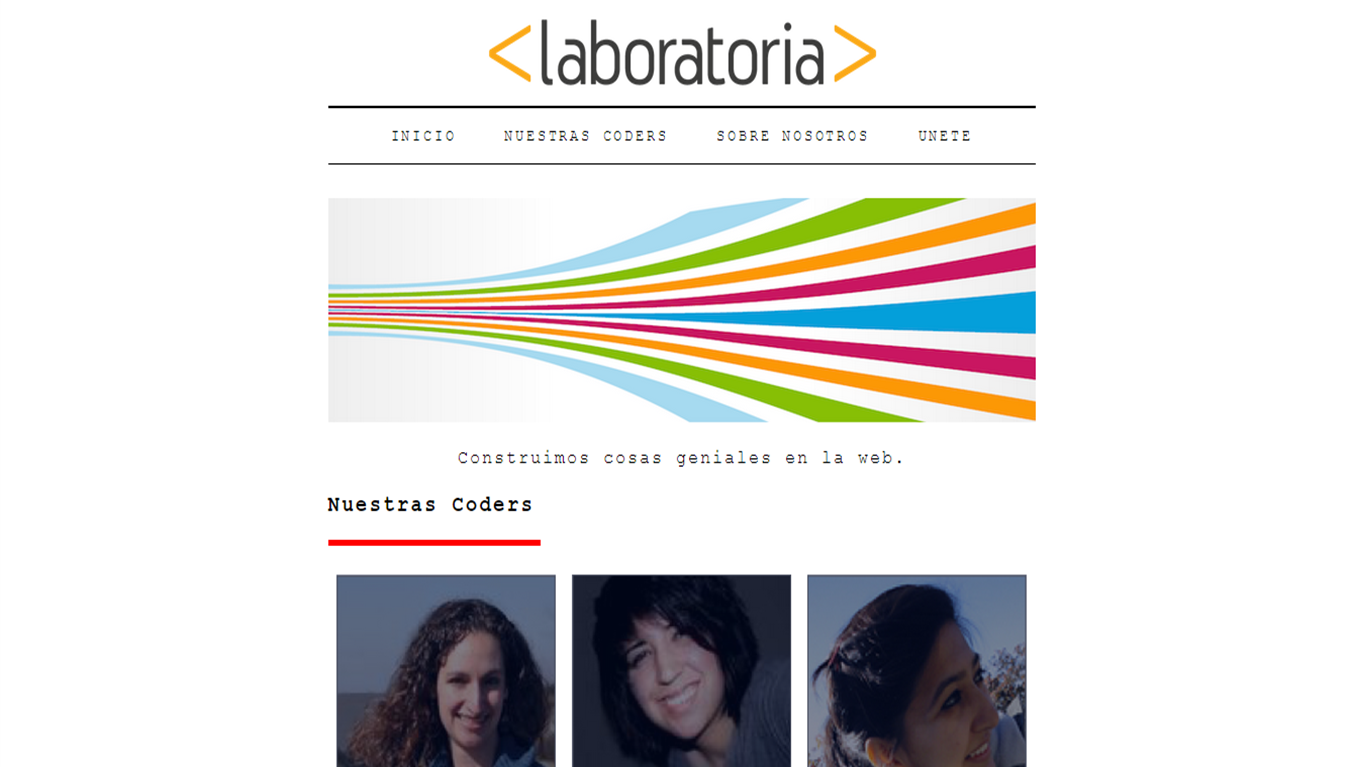 <laboratoria>
INICIO NUESTRAS CODERS SOBRE NOSOTROS UNETE
Construimos cosas geniales en la web.
Nuestras Coders